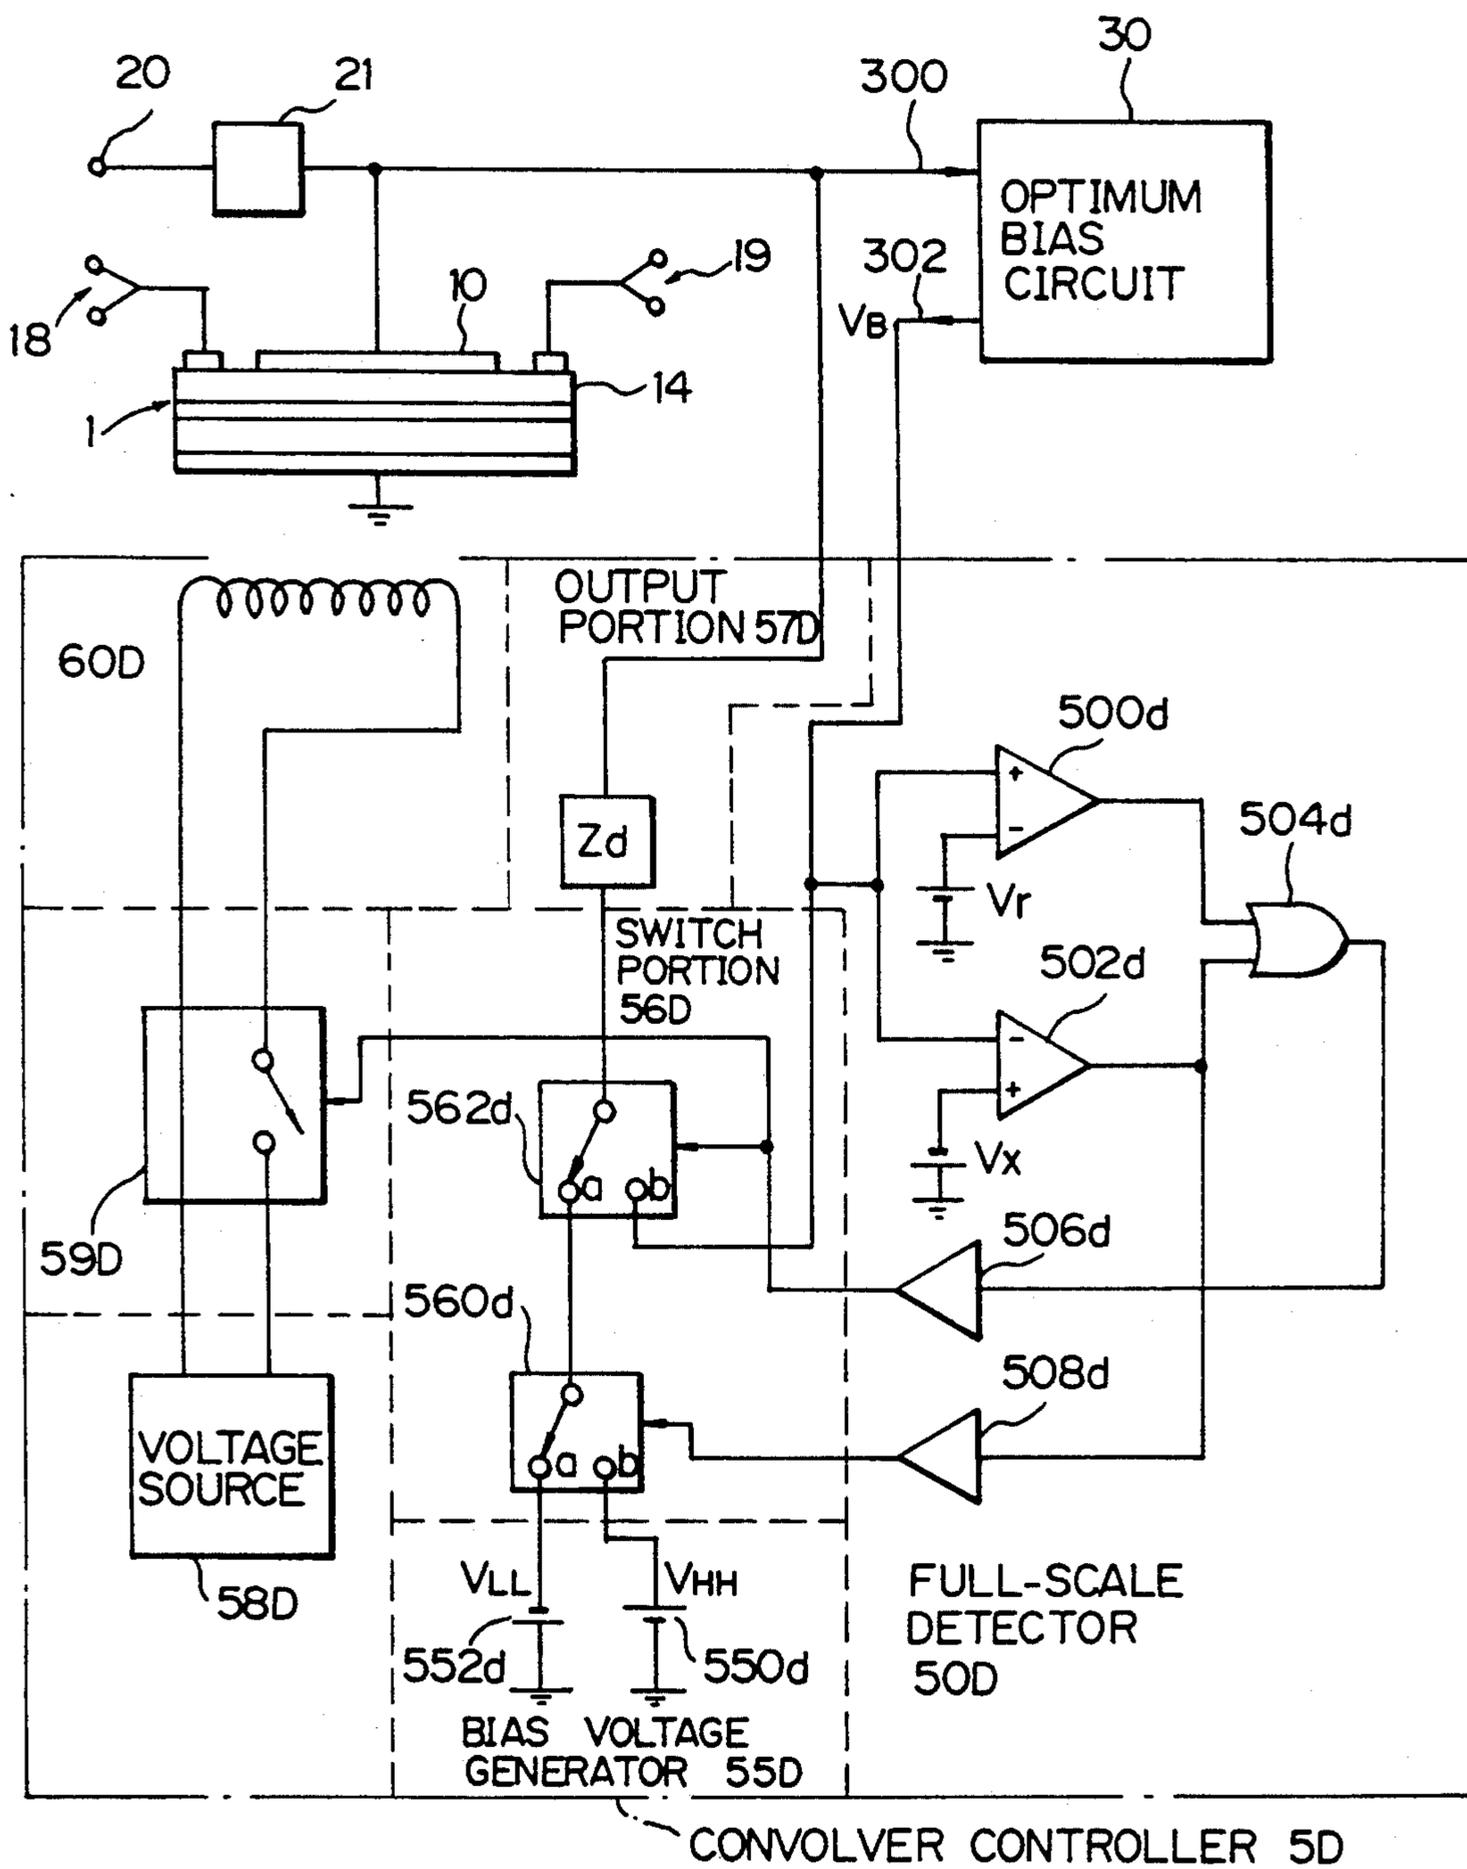 30
20
21
300
OPTIMUM
BIAS
CIRCUIT
302
VB
19
10
18
14
1
OUTPUT
PORTION 57D
60D
500d
+
-
Zd
Vr
504d
SWITCH
PORTION
56D
502d
-
+
562d
a b
Vx
59D
506d
560d
508d
VOLTAGE
SOURCE
a b
58D
VLL
VHH
552d
550d
FULL-SCALE
DETECTOR
50D
BIAS VOLTAGE
GENERATOR 55D
CONVOLVER CONTROLLER 5D